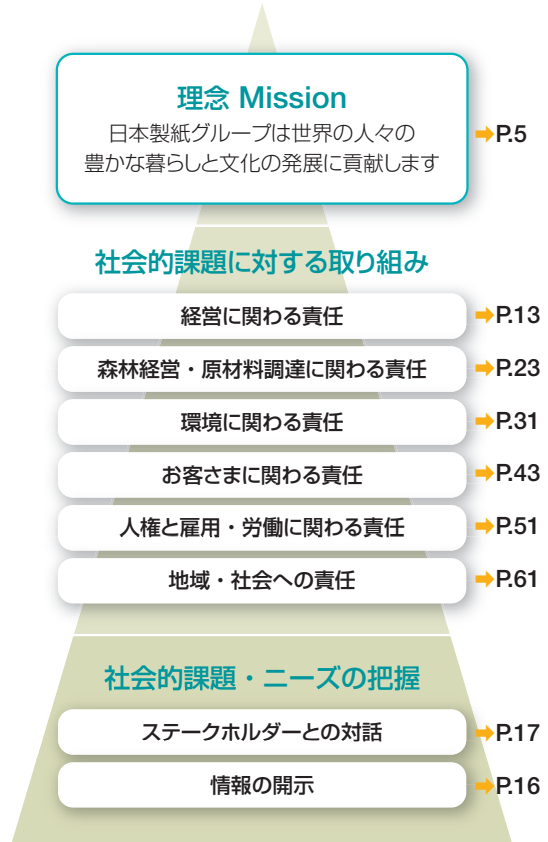 理念 Mission
日本製紙グループは世界の人々の
豊かな暮らしと文化の発展に貢献します
➡P.5
社会的課題に対する取り組み
経営に関わる責任 ➡P.13
森林経営・原材料調達に関わる責任 ➡P.23
環境に関わる責任 ➡P.31
お客さまに関わる責任 ➡P.43
人権と雇用・労働に関わる責任 ➡P.51
地域・社会への責任 ➡P.61
社会的課題・ニーズの把握
ステークホルダーとの対話 ➡P.17
情報の開示 ➡P.16